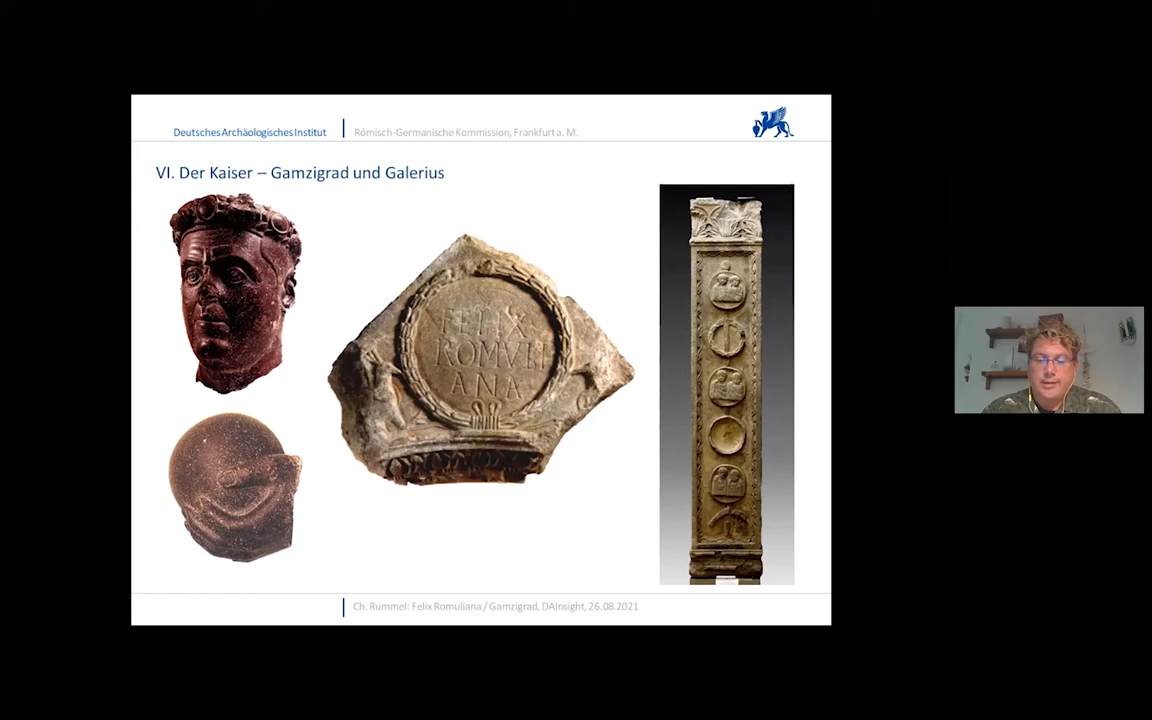 Deutsches Archäologisches Institut
Römisch-Germanische Kommission, Frankfurt a. M.
VI. Der Kaiser – Gamzigrad und Galerius
FELIX
ROMVLI
ANA
Ch. Rummel: Felix Romuliana / Gamzigrad, DAInsight, 26.08.2021